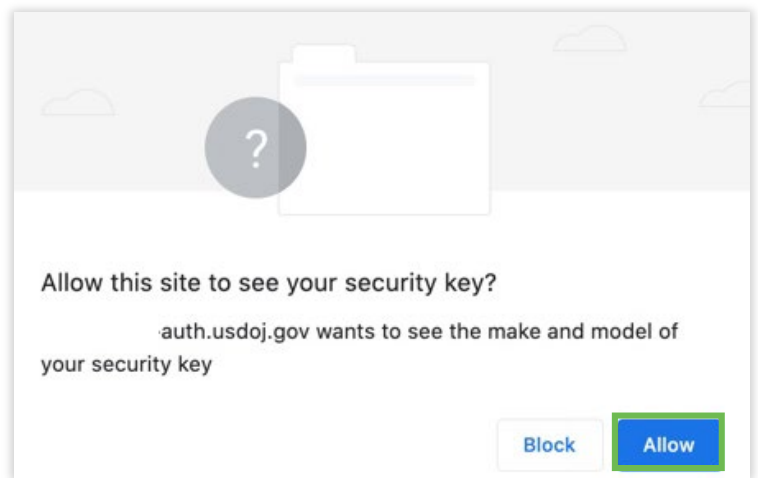 ?
Allow this site to see your security key?
-auth.usdoj.gov wants to see the make and model of
your security key
Block Allow